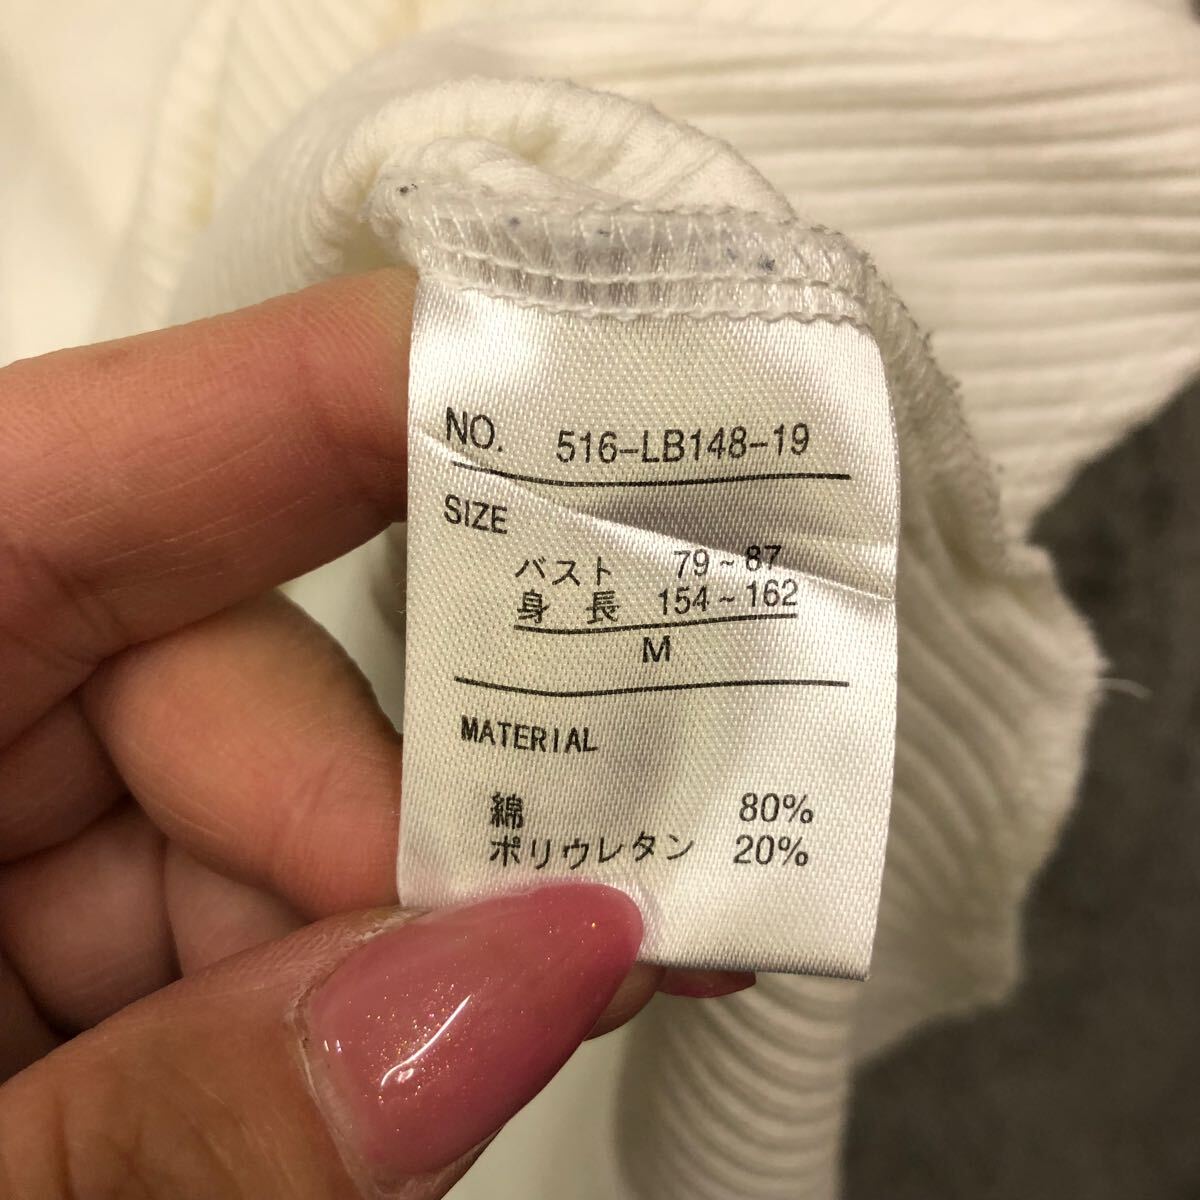 NO. 516-LB148-19
SIZE
バスト 79~87
身長 154~162
M
MATERIAL
綿 80%
ポリウレタン 20%